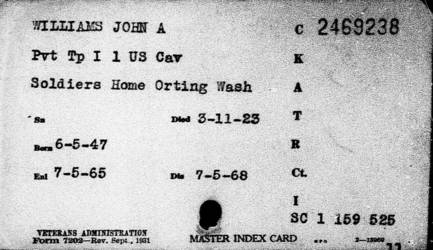 WILLIAMS JOHN A C 2469238
Pvt Tp I 1 US Cav K
Soldiers Home Orting Wash A
Sn Died 3-11-23 T
Born 6-5-47 R
Enl 7-5-65 Dis 7-5-68 Ct.
I
SC 1 159 525
VETERANS ADMINISTRATION
Form 7202—Rev. Sept., 1931 MASTER INDEX CARD
11